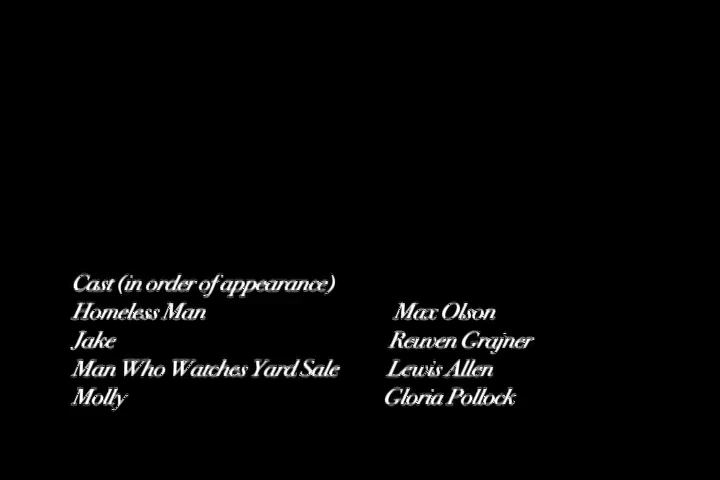 Cast (in order of appearance)
Homeless Man Max Olson
Jake Reuven Grajner
Man Who Watches Yard Sale Lewis Allen
Molly Gloria Pollock